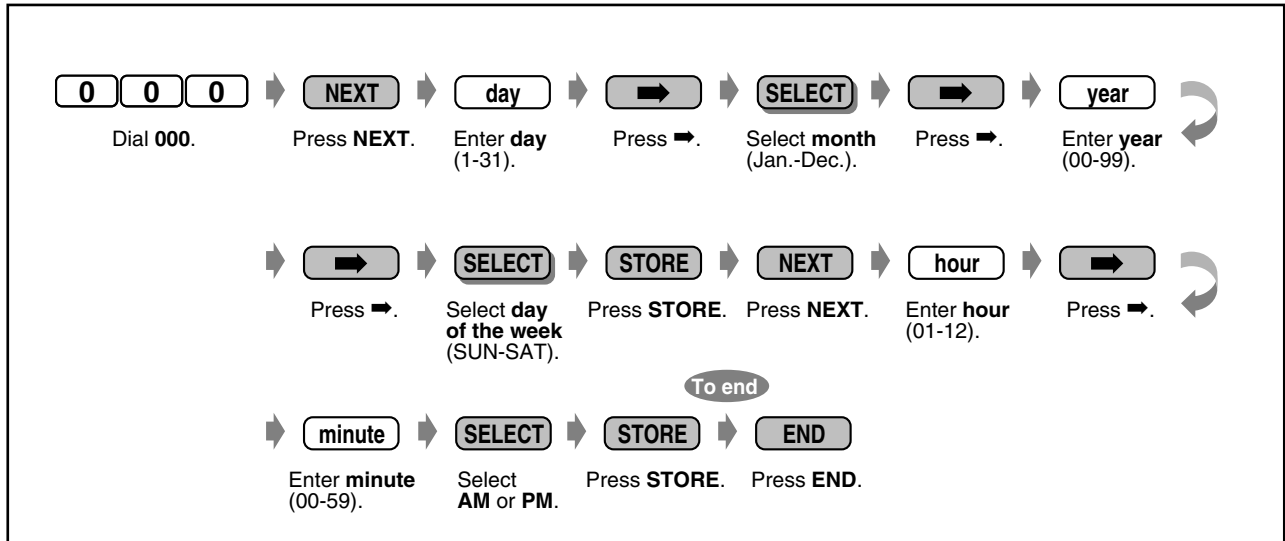 0 0 0 NEXT day ➡ SELECT ➡ year
Dial 000. Press NEXT. Enter day Press ➡. Select month Press ➡. Enter year
(1-31). (Jan.-Dec.). (00-99).
➡ SELECT STORE NEXT hour ➡
Press ➡. Select day Press STORE. Press NEXT. Enter hour Press ➡.
of the week (01-12).
(SUN-SAT).
To end
minute SELECT STORE END
Enter minute Select Press STORE. Press END.
(00-59). AM or PM.